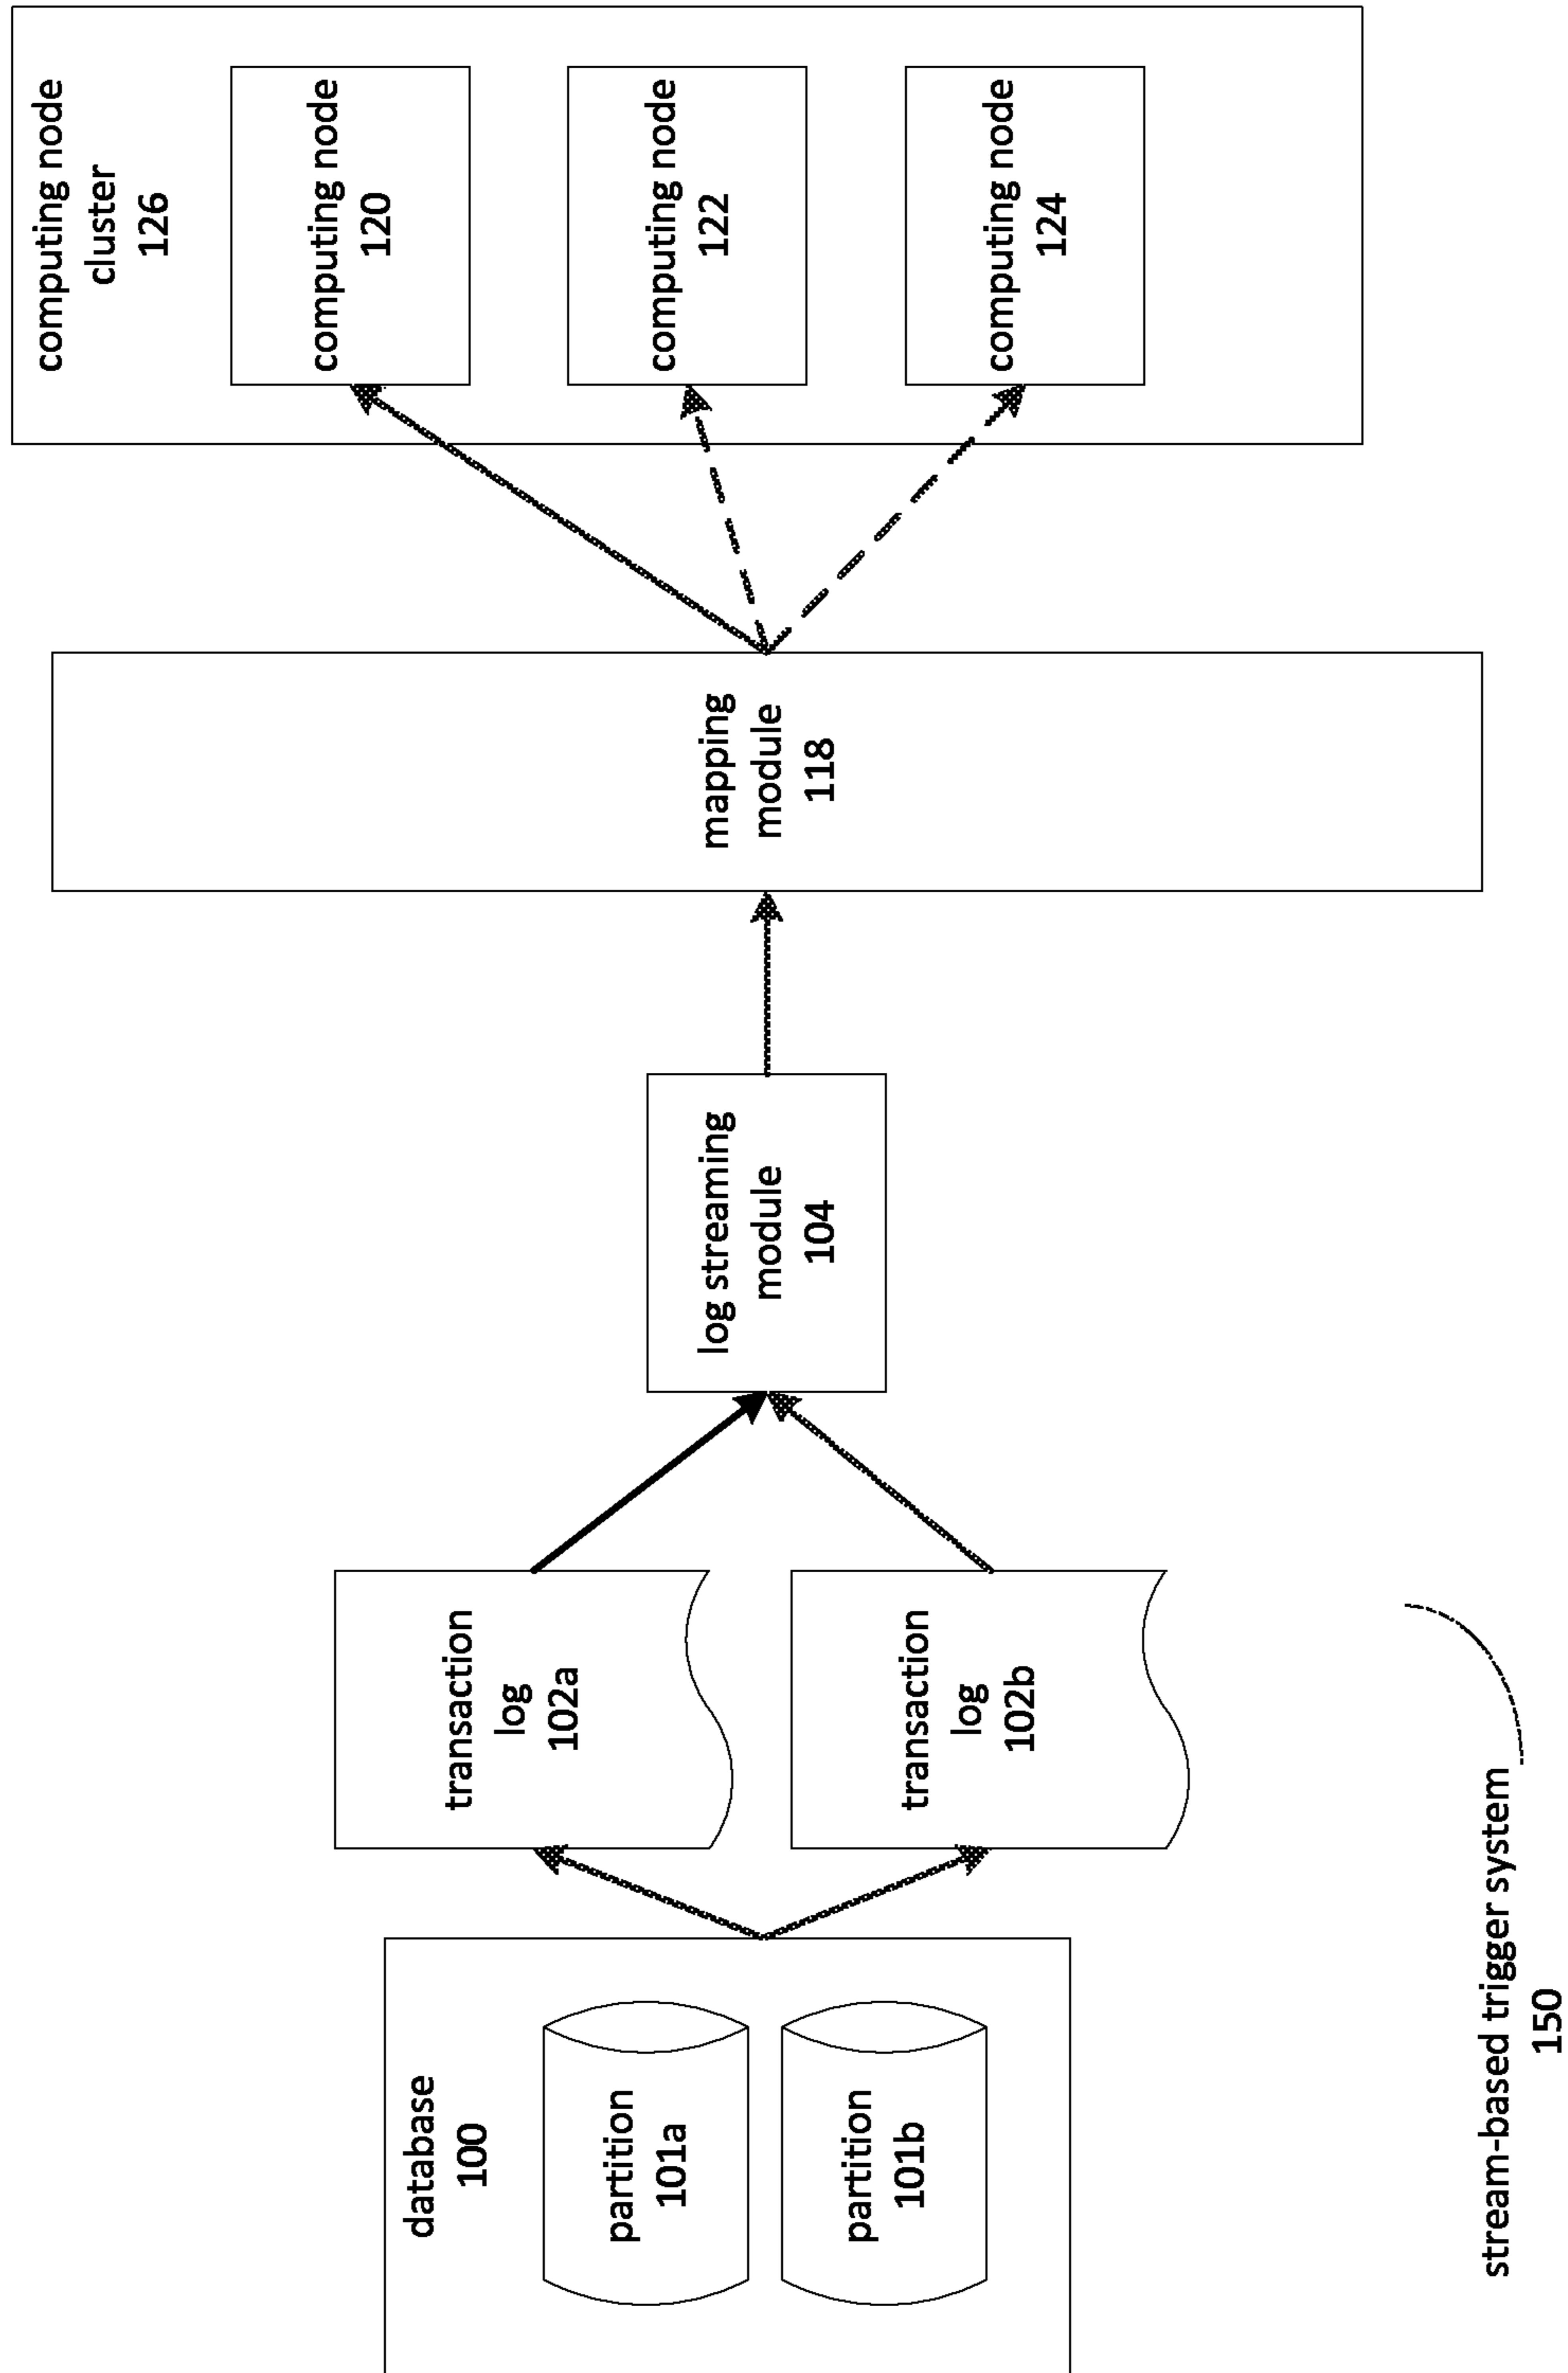 database
100
partition
101a
partition
101b
transaction
log
102a
transaction
log
102b
log streaming
module
104
mapping
module
118
computing node
cluster
126
computing node
120
computing node
122
computing node
124
stream-based trigger system
150